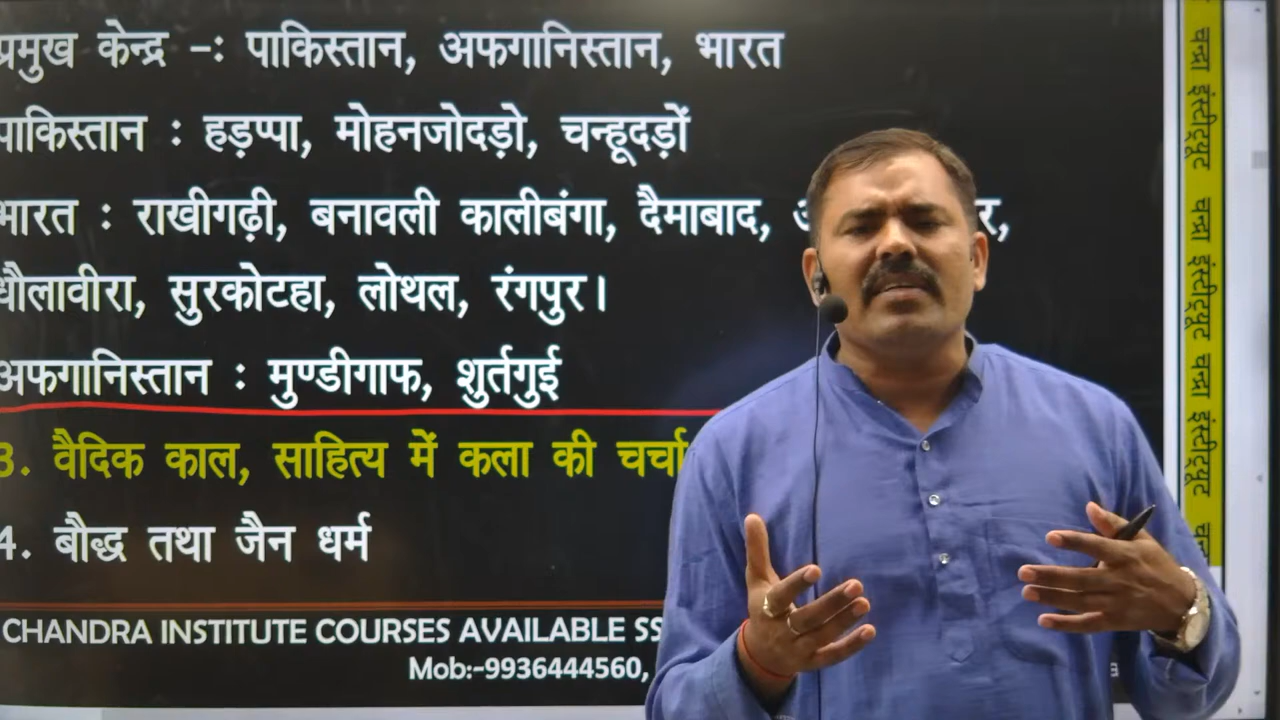 प्रमुख केन्द्र –: पाकिस्तान, अफगानिस्तान, भारत
पाकिस्तान : हड़प्पा, मोहनजोदड़ो, चन्हूदड़ों
भारत : राखीगढ़ी, बनावली कालीबंगा, दैमाबाद,
धौलावीरा, सुरकोटहा, लोथल, रंगपुर।
अफगानिस्तान : मुण्डीगाफ, शुर्तगुई
3. वैदिक काल, साहित्य में कला की चर्चा
4. बौद्ध तथा जैन धर्म
CHANDRA INSTITUTE COURSES AVAILABLE
Mob:-9936444560,
चन्द्रा इंस्टीट्यूट चन्द्रा इंस्टीट्यूट चन्द्रा इंस्टीट्यूट